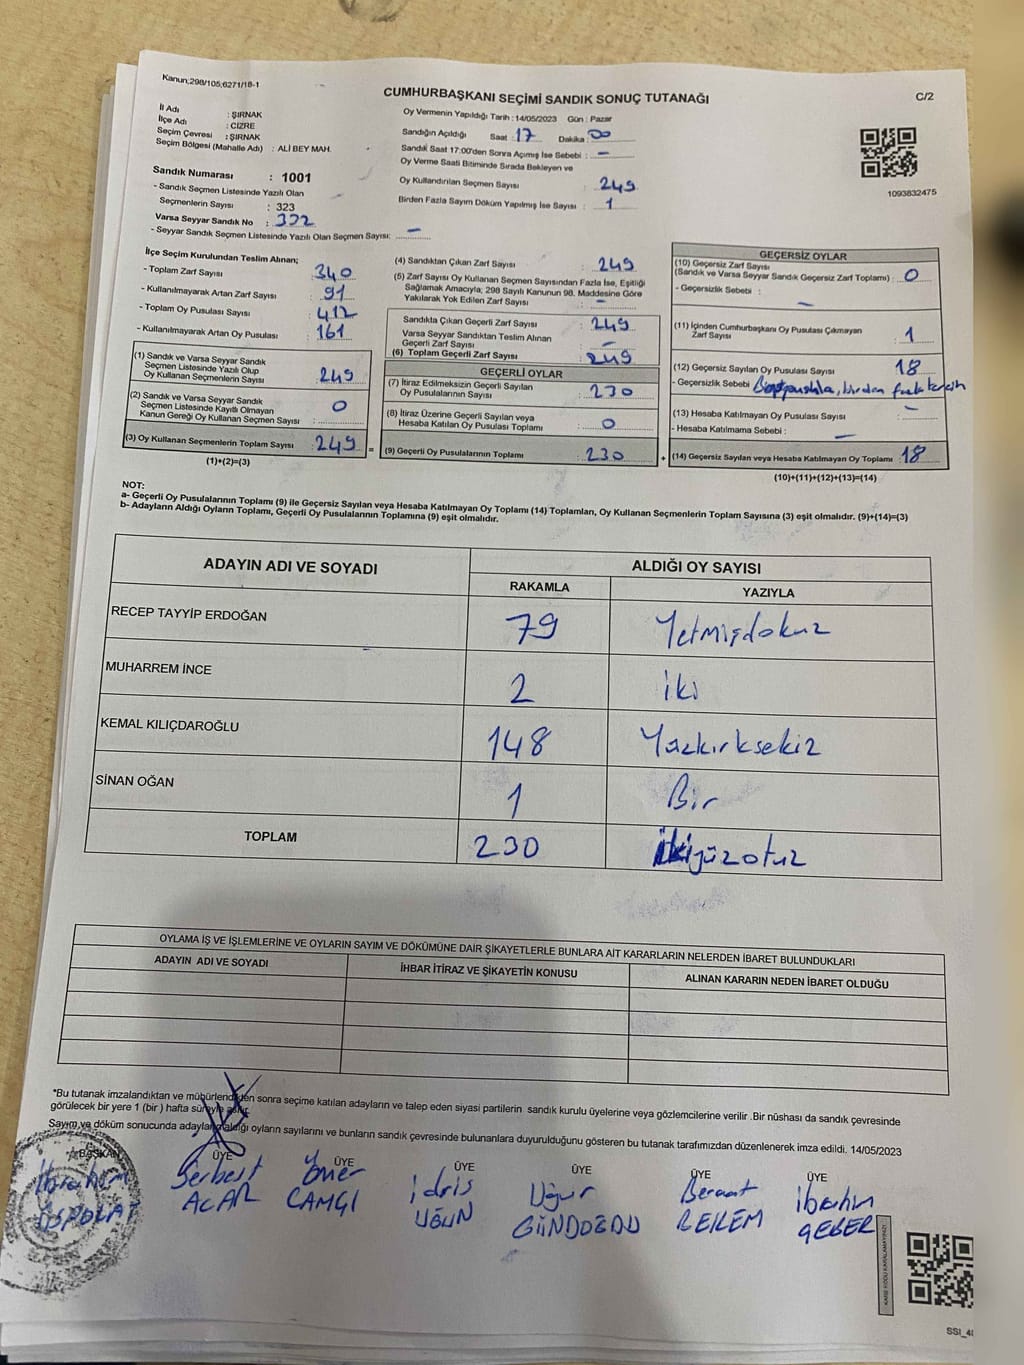 Kanun;298/105;6271/18-1
CUMHURBAŞKANI SEÇİMİ SANDIK SONUÇ TUTANAĞI
C/2
İl Adı : ŞIRNAK
İlçe Adı : CİZRE
Seçim Çevresi : ŞIRNAK
Seçim Bölgesi (Mahalle Adı) : ALİ BEY MAH.
Oy Vermenin Yapıldığı Tarih : 14/05/2023 Gün : Pazar
Sandığın Açıldığı Saat : 17 Dakika : 00
Sandık Saat 17:00'den Sonra Açımış İse Sebebi : –
Oy Verme Saati Bitiminde Sırada Bekleyen ve
Oy Kullandırılan Seçmen Sayısı : 249
Birden Fazla Sayım Döküm Yapılmış İse Sayısı : 1
1093832475
Sandık Numarası : 1001
- Sandık Seçmen Listesinde Yazılı Olan
Seçmenlerin Sayısı : 323
Varsa Seyyar Sandık No : 332
- Seyyar Sandık Seçmen Listesinde Yazılı Olan Seçmen Sayısı: –
İlçe Seçim Kurulundan Teslim Alınan;
- Toplam Zarf Sayısı : 340
- Kullanılmayarak Artan Zarf Sayısı : 91
- Toplam Oy Pusulası Sayısı : 412
- Kullanılmayarak Artan Oy Pusulası : 161
(1) Sandık ve Varsa Seyyar Sandık
Seçmen Listesinde Yazılı Olup
Oy Kullanan Seçmenlerin Sayısı : 249
(2) Sandık ve Varsa Seyyar Sandık
Seçmen Listesinde Kayıtlı Olmayan
Kanun Gereği Oy Kullanan Seçmen Sayısı : 0
(3) Oy Kullanan Seçmenlerin Toplam Sayısı : 249 =
(1)+(2)=(3)
(4) Sandıktan Çıkan Zarf Sayısı : 249
(5) Zarf Sayısı Oy Kullanan Seçmen Sayısından Fazla İse, Eşitliği
Sağlamak Amacıyla, 298 Sayılı Kanunun 98. Maddesine Göre
Yakılarak Yok Edilen Zarf Sayısı : –
Sandıkta Çıkan Geçerli Zarf Sayısı : 249
Varsa Seyyar Sandıktan Teslim Alınan
Geçerli Zarf Sayısı : –
(6) Toplam Geçerli Zarf Sayısı : 249
GEÇERLİ OYLAR
(7) İtiraz Edilmeksizin Geçerli Sayılan
Oy Pusulalarının Sayısı : 230
(8) İtiraz Üzerine Geçerli Sayılan veya
Hesaba Katılan Oy Pusulası Toplamı : 0
(9) Geçerli Oy Pusulalarının Toplamı : 230 +
GEÇERSİZ OYLAR
(10) Geçersiz Zarf Sayısı
(Sandık ve Varsa Seyyar Sandık Geçersiz Zarf Toplamı) : 0
- Geçersizlik Sebebi : –
(11) İçinden Cumhurbaşkanı Oy Pusulası Çıkmayan
Zarf Sayısı : 1
(12) Geçersiz Sayılan Oy Pusulası Sayısı : 18
- Geçersizlik Sebebi : pusula, birden fazla tercih
(13) Hesaba Katılmayan Oy Pusulası Sayısı : –
- Hesaba Katılmama Sebebi : –
(14) Geçersiz Sayılan veya Hesaba Katılmayan Oy Toplamı : 18
(10)+(11)+(12)+(13)=(14)
NOT:
a- Geçerli Oy Pusulalarının Toplamı (9) ile Geçersiz Sayılan veya Hesaba Katılmayan Oy Toplamı (14) Toplamları, Oy Kullanan Seçmenlerin Toplam Sayısına (3) eşit olmalıdır. (9)+(14)=(3)
b- Adayların Aldığı Oyların Toplamı, Geçerli Oy Pusulalarının Toplamına (9) eşit olmalıdır.
ADAYIN ADI VE SOYADI
ALDIĞI OY SAYISI
RAKAMLA YAZIYLA
RECEP TAYYİP ERDOĞAN 79 Yetmişdokuz
MUHARREM İNCE 2 iki
KEMAL KILIÇDAROĞLU 148 Yüzkırksekiz
SİNAN OĞAN 1 Bir
TOPLAM 230 ikiyüzotuz
OYLAMA İŞ VE İŞLEMLERİNE VE OYLARIN SAYIM VE DÖKÜMÜNE DAİR ŞİKAYETLERLE BUNLARA AİT KARARLARIN NELERDEN İBARET BULUNDUKLARI
ADAYIN ADI VE SOYADI İHBAR İTİRAZ VE ŞİKAYETİN KONUSU ALINAN KARARIN NEDEN İBARET OLDUĞU
*Bu tutanak imzalandıktan ve mühürlendikten sonra seçime katılan adayların ve talep eden siyasi partilerin sandık kurulu üyelerine veya gözlemcilerine verilir .Bir nüshası da sandık çevresinde
görülecek bir yere 1 (bir ) hafta süreyle asılır.
Sayım ve döküm sonucunda adayların aldığı oyların sayılarını ve bunların sandık çevresinde bulunanlara duyurulduğunu gösteren bu tutanak tarafımızdan düzenlenerek imza edildi. 14/05/2023
BAŞKAN ÜYE ÜYE ÜYE ÜYE ÜYE ÜYE
İbrahim Serbest Ömer idris Uğur Beraat ibrahim
ASPOLAT ACAR CAMÇI UĞUN GÜNDOĞDU GEBER
KARE KODU KARALAMAYINIZ!